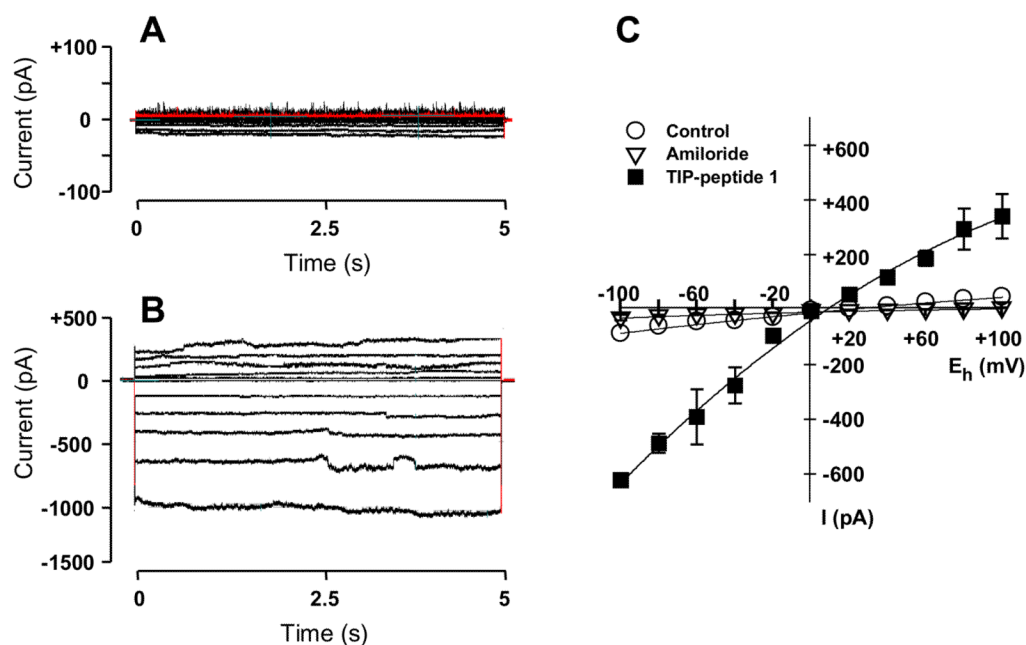 A
+100
0
-100
Current (pA)
0 2.5 5
Time (s)
B
+500
0
-500
-1000
-1500
Current (pA)
0 2.5 5
Time (s)
C
Control
Amiloride
TIP-peptide 1
+600
+400
+200
-100 -60 -20
+20 +60 +100
-200
Eh (mV)
-400
-600
I (pA)